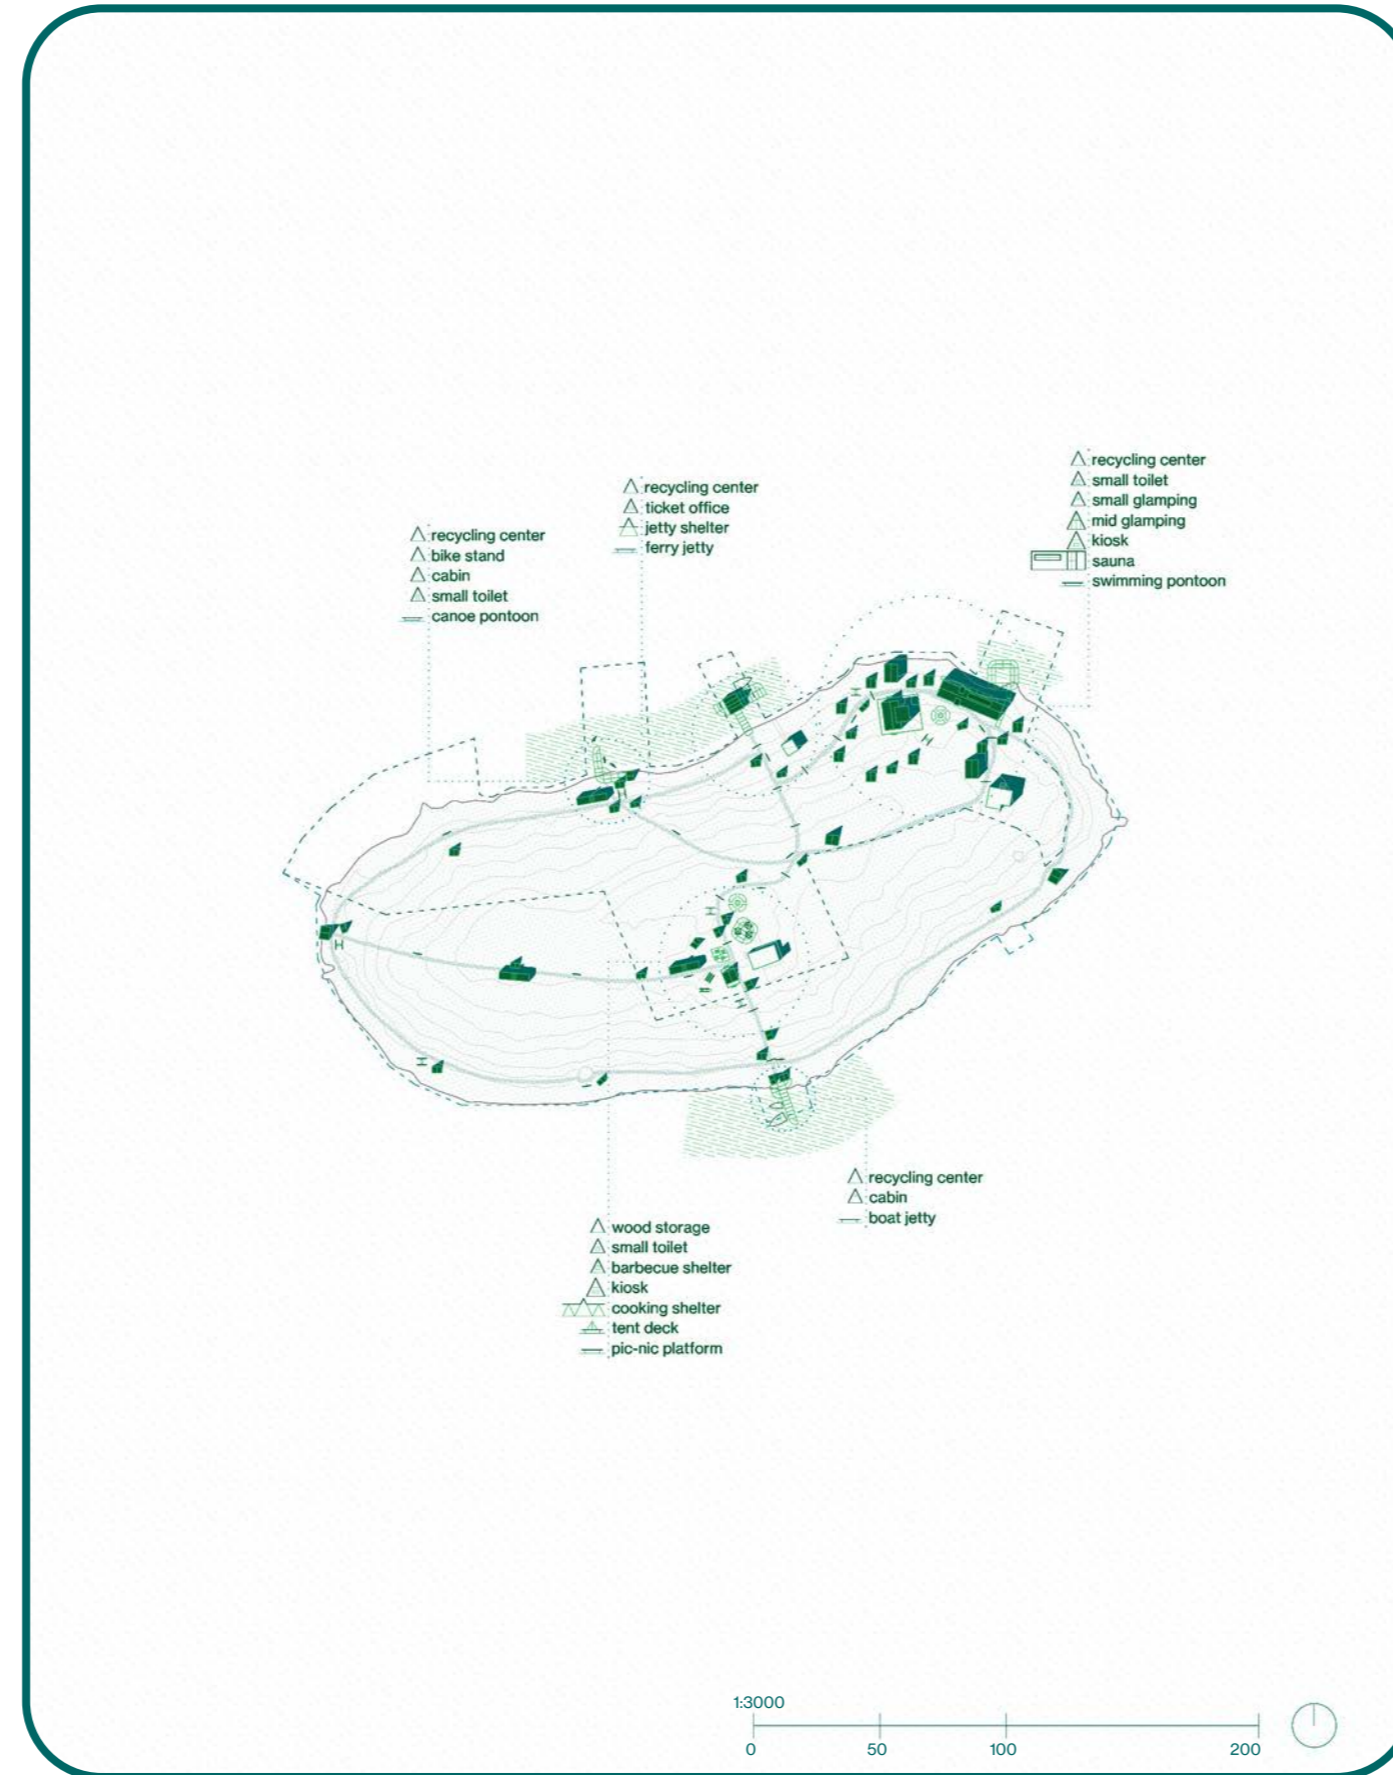 recycling center
small toilet
small glamping
mid glamping
kiosk
sauna
swimming pontoon
recycling center
ticket office
jetty shelter
ferry jetty
recycling center
bike stand
cabin
small toilet
canoe pontoon
recycling center
cabin
boat jetty
wood storage
small toilet
barbecue shelter
kiosk
cooking shelter
tent deck
pic-nic platform
1:3000
0 50 100 200